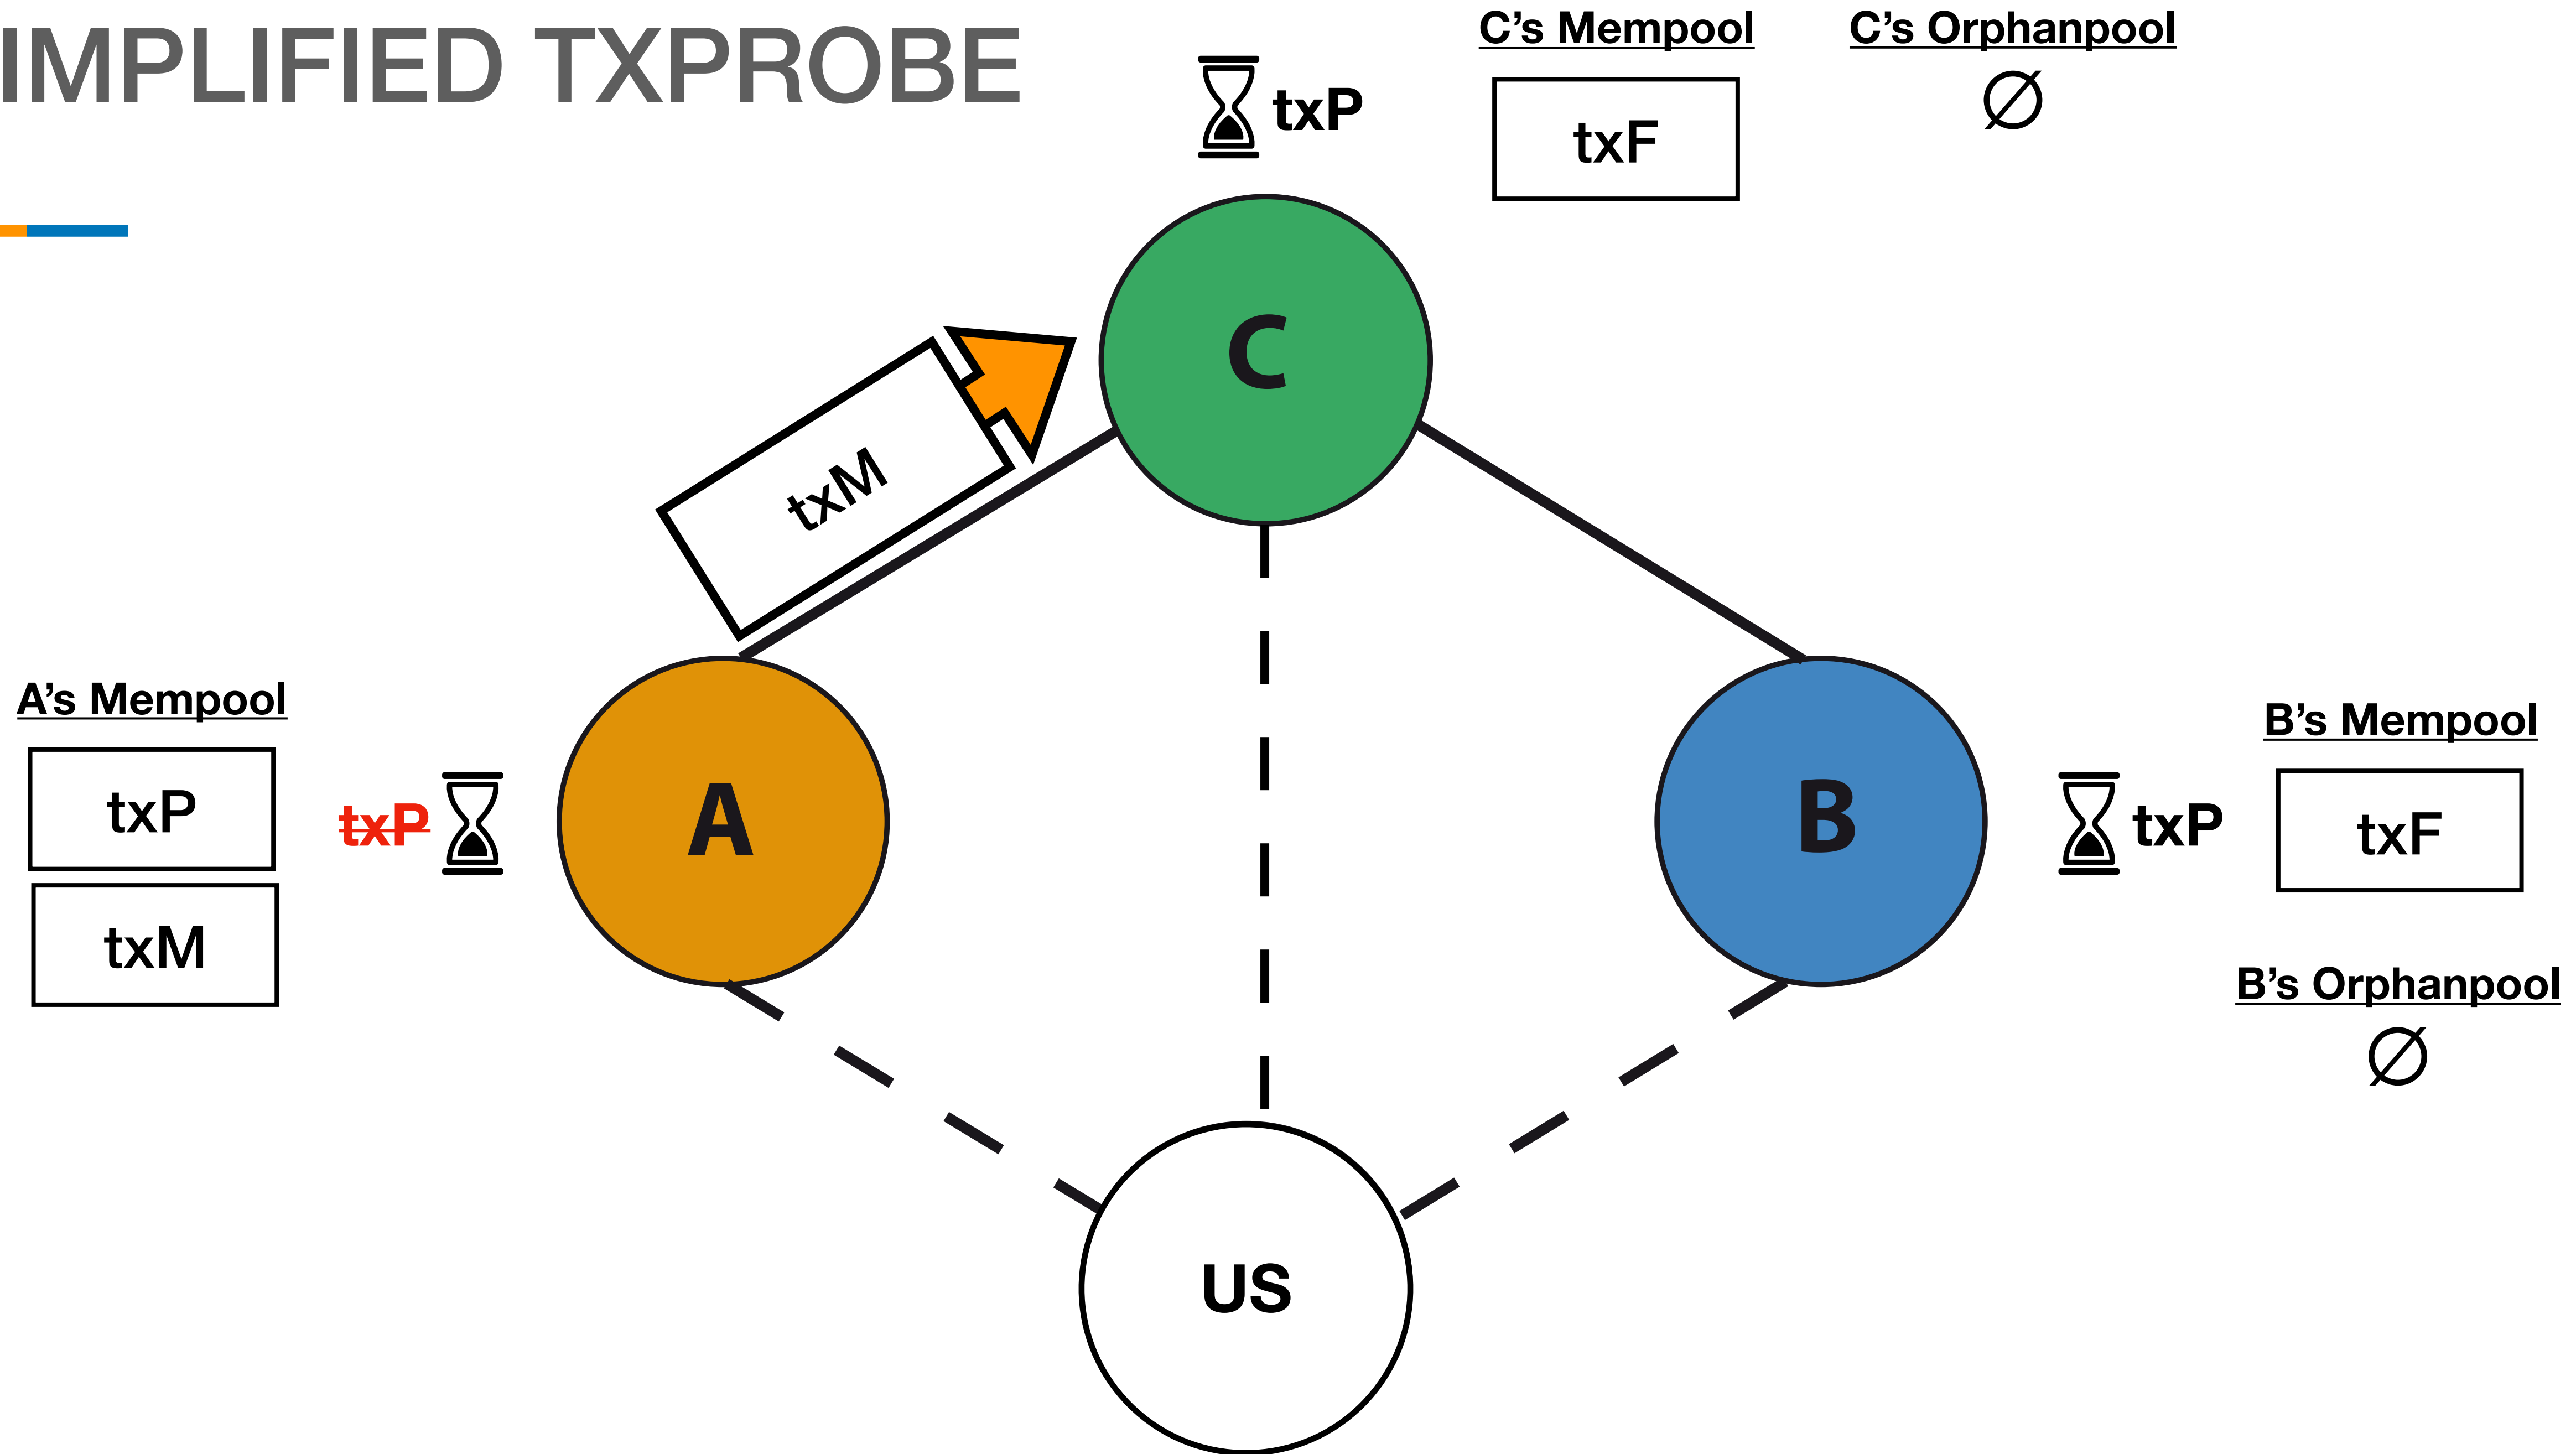 IMPLIFIED TXPROBE
C's Mempool
C's Orphanpool
txP
txF
∅
C
txM
A's Mempool
txP
txM
txP
A
B
txP
B's Mempool
txF
B's Orphanpool
∅
US